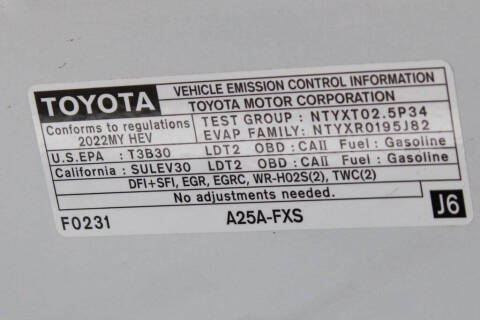 TOYOTA
VEHICLE EMISSION CONTROL INFORMATION
TOYOTA MOTOR CORPORATION
Conforms to regulations
2022MY HEV
TEST GROUP : NTYXT02.5P34
EVAP FAMILY: NTYXR0195J82
U.S.EPA : T3B30 LDT2 OBD : CAII Fuel : Gasoline
California : SULEV30 LDT2 OBD : CAII Fuel : Gasoline
DFI+SFI, EGR, EGRC, WR-HO2S(2), TWC(2)
No adjustments needed.
F0231 A25A-FXS J6